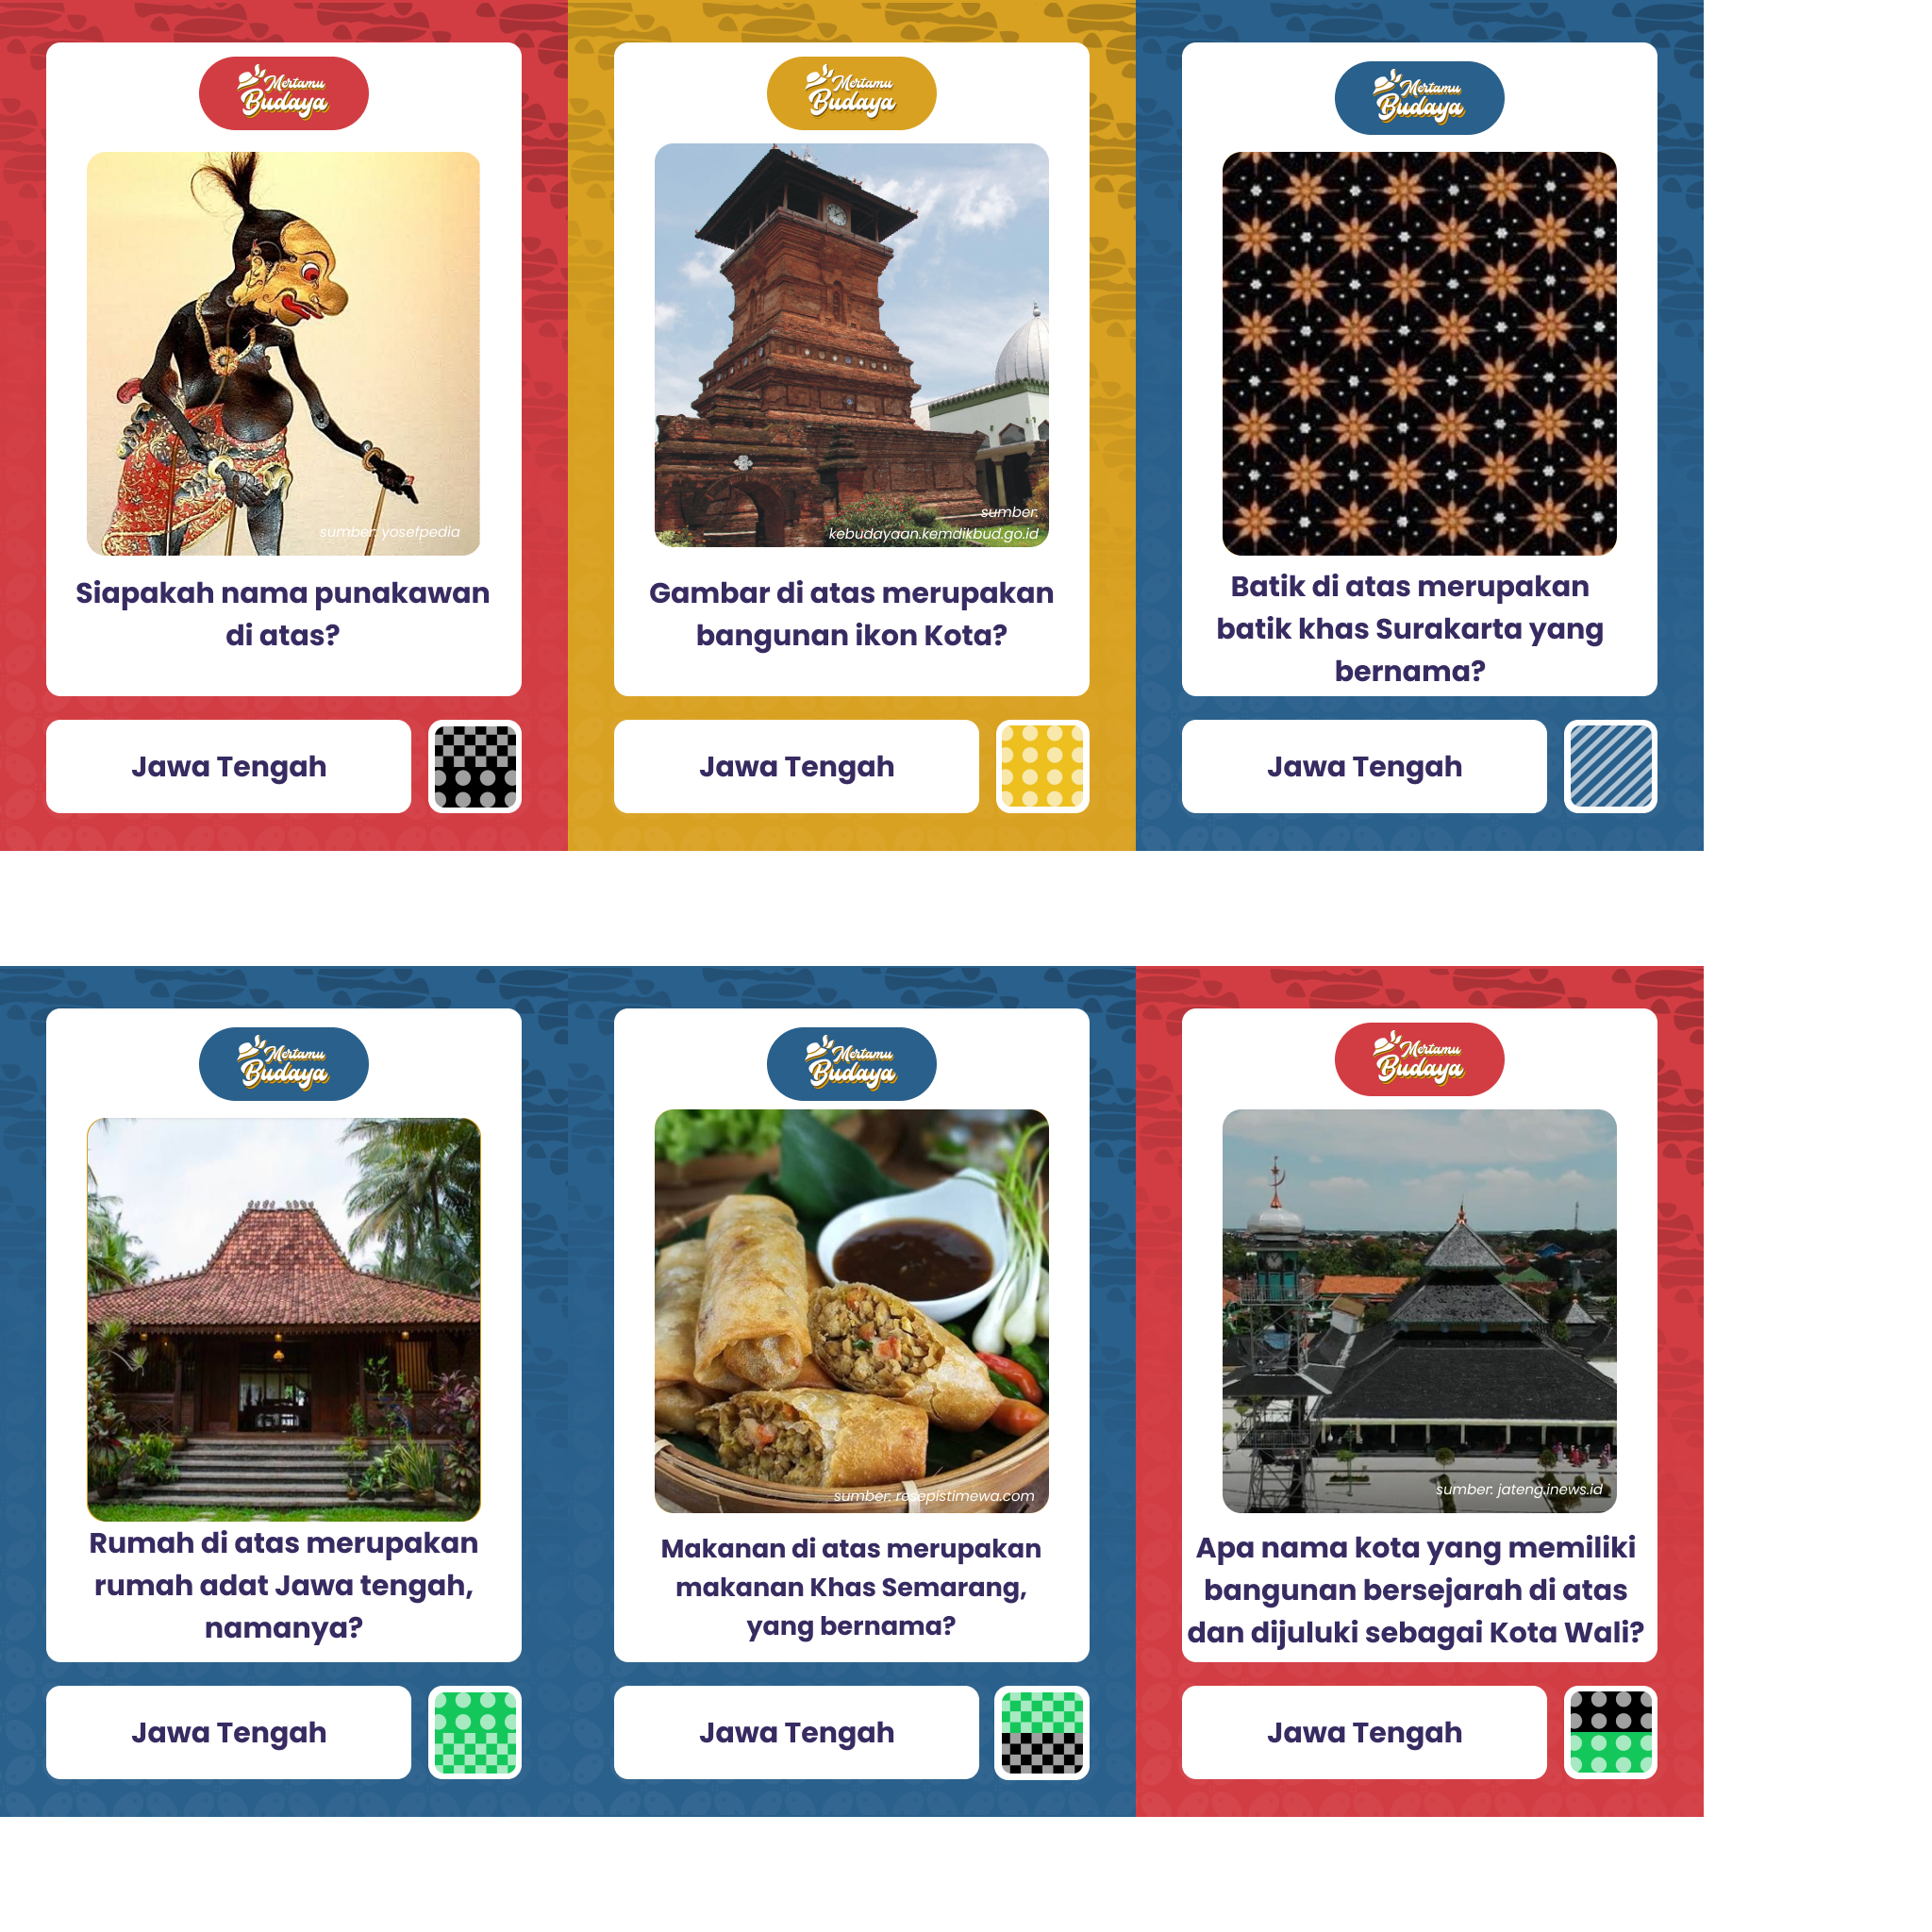 Mertamu
Budaya
sumber: yosefpedia
Siapakah nama punakawan
di atas?
Jawa Tengah
Mertamu
Budaya
sumber:
kebudayaan.kemdikbud.go.id
Gambar di atas merupakan
bangunan ikon Kota?
Jawa Tengah
Mertamu
Budaya
Batik di atas merupakan
batik khas Surakarta yang
bernama?
Jawa Tengah
Mertamu
Budaya
Rumah di atas merupakan
rumah adat Jawa tengah,
namanya?
Jawa Tengah
Mertamu
Budaya
sumber: resepistimewa.com
Makanan di atas merupakan
makanan Khas Semarang,
yang bernama?
Jawa Tengah
Mertamu
Budaya
sumber: jateng.inews.id
Apa nama kota yang memiliki
bangunan bersejarah di atas
dan dijuluki sebagai Kota Wali?
Jawa Tengah